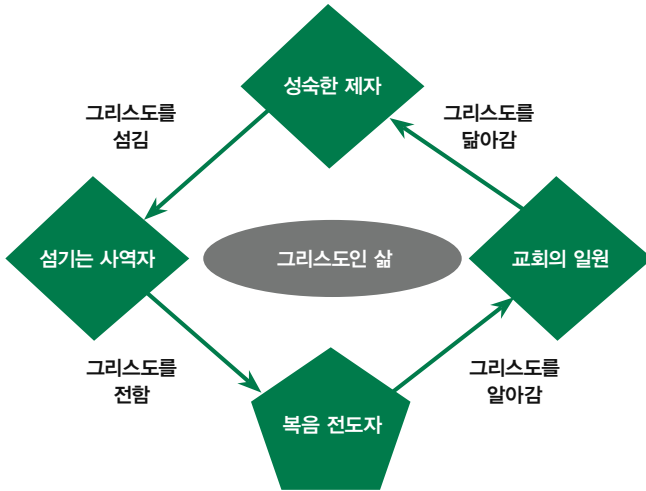 성숙한 제자
그리스도를
섬김
그리스도를
닮아감
섬기는 사역자
그리스도인 삶
교회의 일원
그리스도를
전함
그리스도를
알아감
복음 전도자